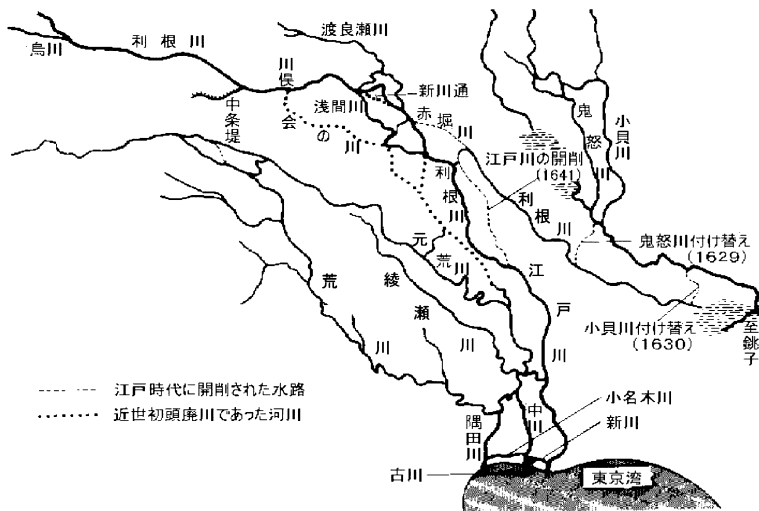 渡良瀬川
利根川
烏川
新川通
川俣
会の川
浅間川
赤堀川
中条堤
鬼怒川
小貝川
江戸川の開削
(1641)
利根川
利根川
鬼怒川付け替え
(1629)
元荒川
江戸川
荒川
綾瀬川
小貝川付け替え
(1630)
至銚子
江戸時代に開削された水路
近世初頭廃川であった河川
小名木川
中川
隅田川
新川
古川
東京湾